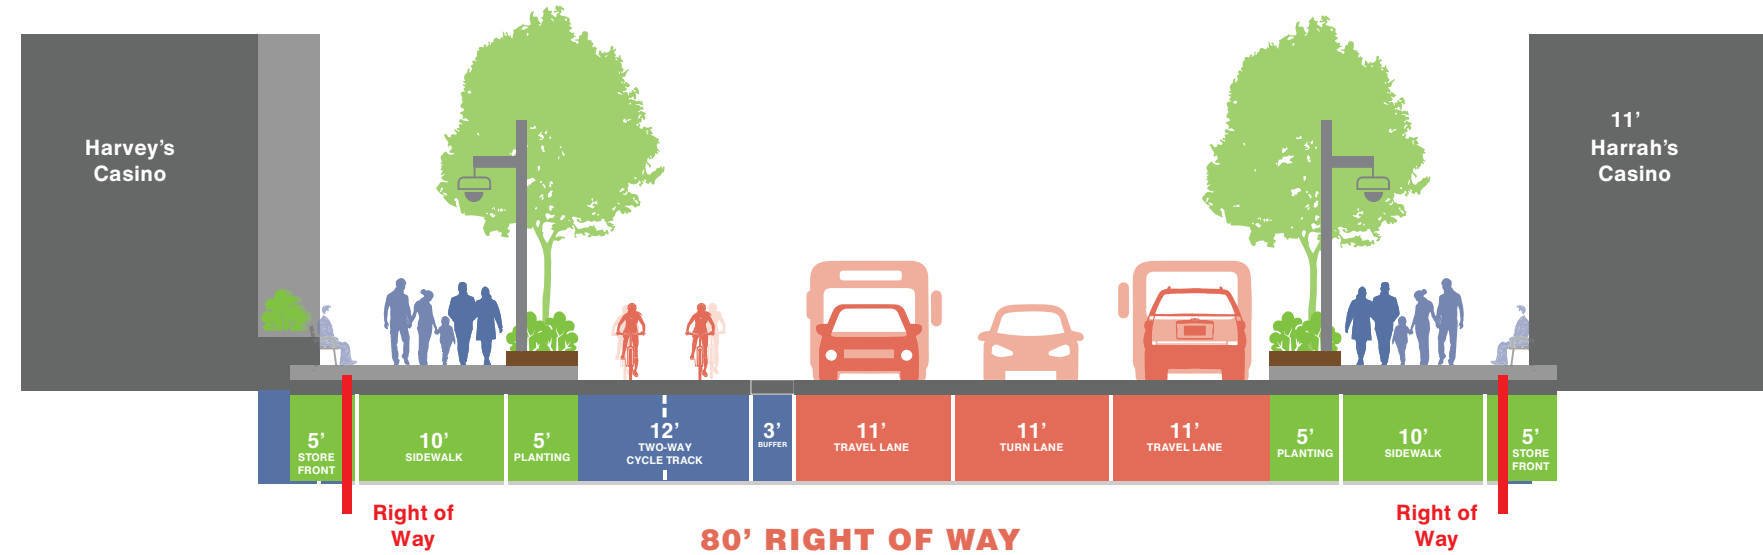 Harvey's
Casino
11’
Harrah's
Casino
5’
STORE
FRONT
10’
SIDEWALK
5’
PLANTING
12’
TWO-WAY
CYCLE TRACK
3’
BUFFER
11’
TRAVEL LANE
11’
TURN LANE
11’
TRAVEL LANE
5’
PLANTING
10’
SIDEWALK
5’
STORE
FRONT
Right of
Way
Right of
Way
80’ RIGHT OF WAY